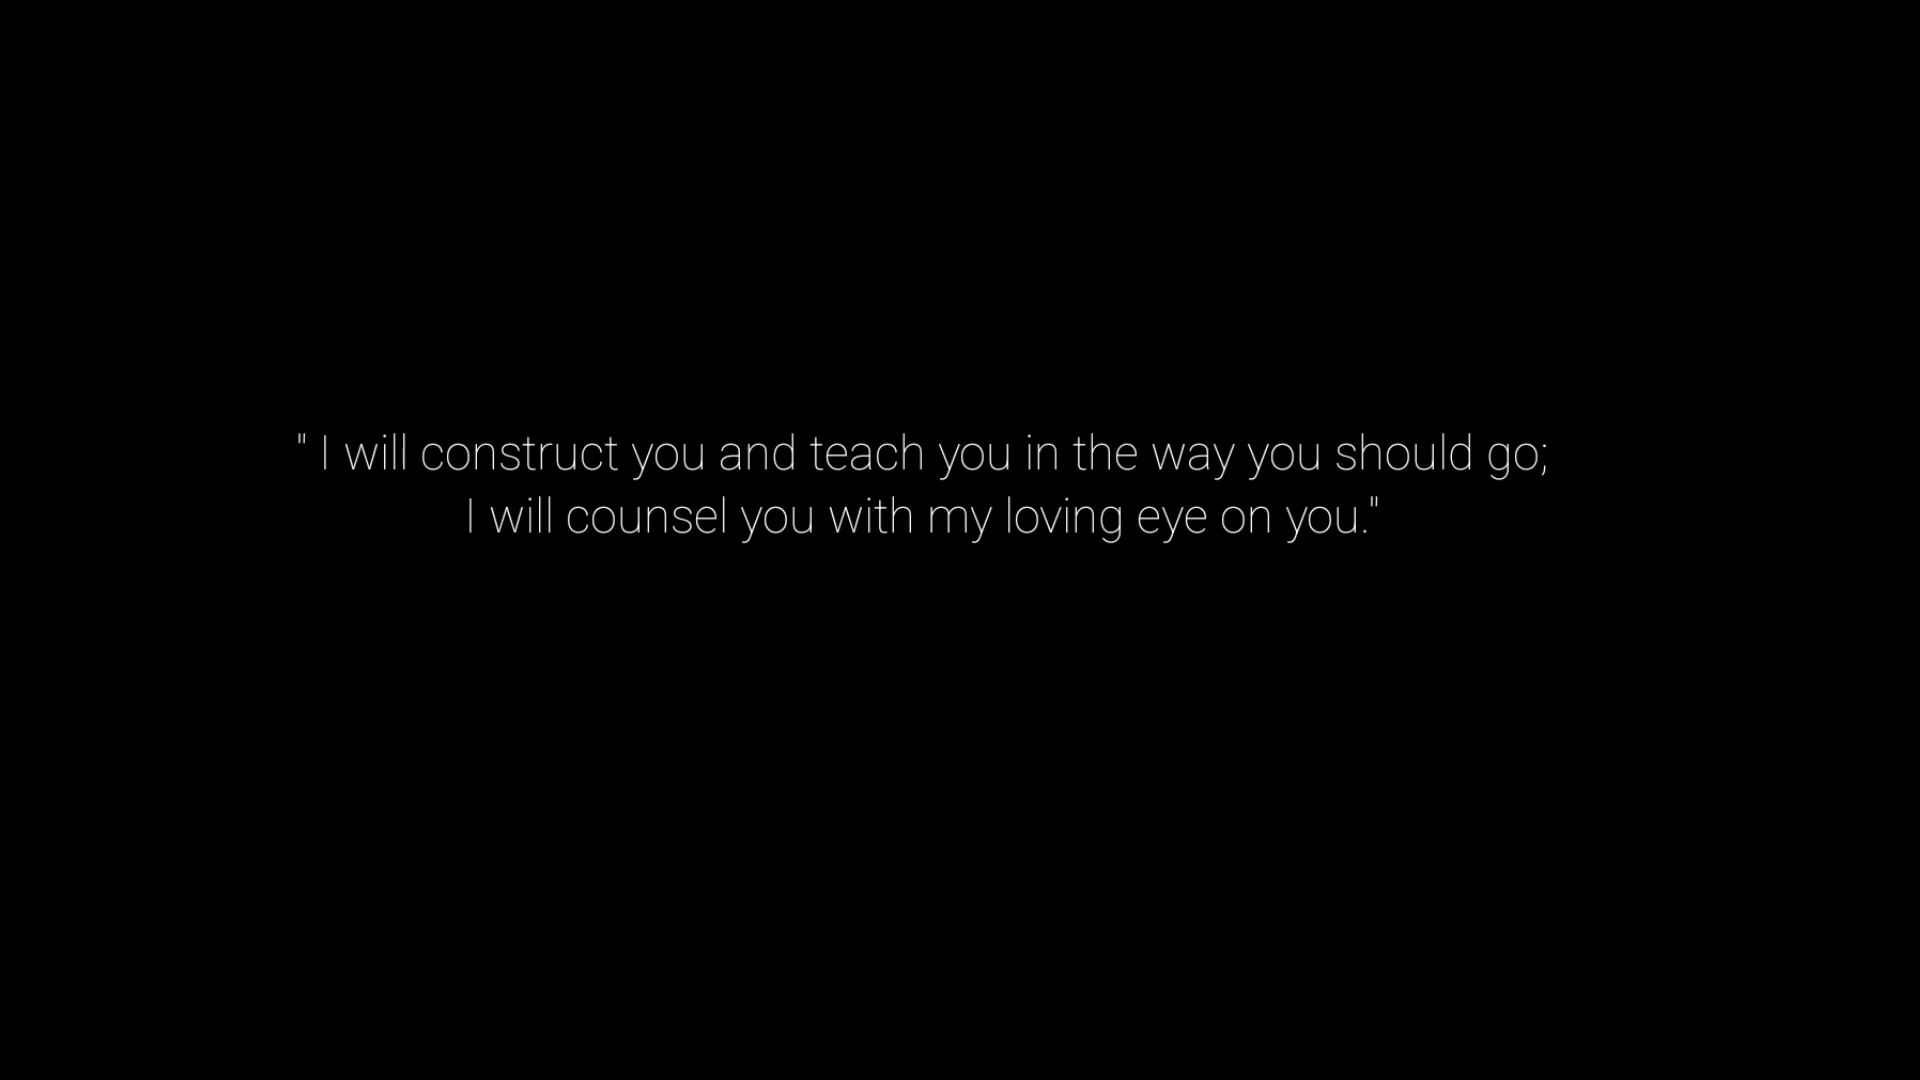 " I will construct you and teach you in the way you should go;
I will counsel you with my loving eye on you."